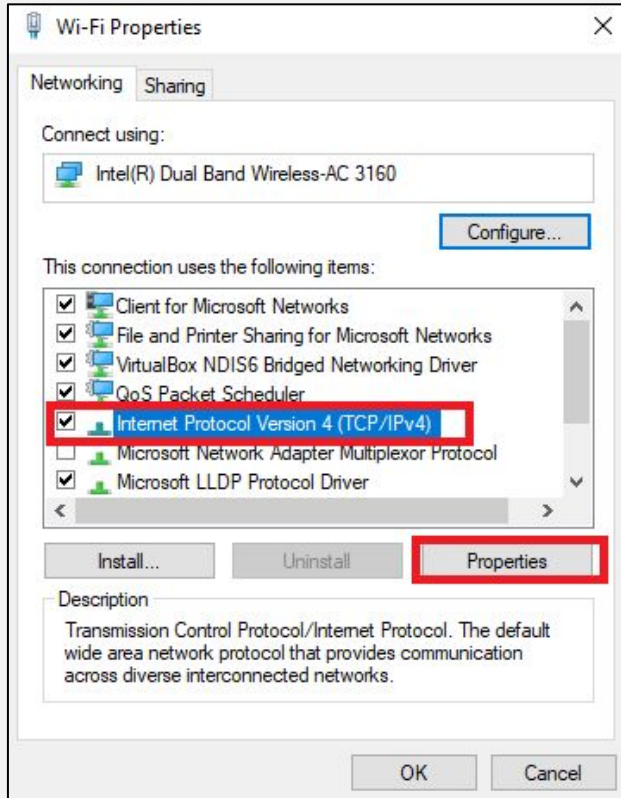 Wi-Fi Properties
Networking
Sharing
Connect using:
Intel(R) Dual Band Wireless-AC 3160
Configure...
This connection uses the following items:
Client for Microsoft Networks
File and Printer Sharing for Microsoft Networks
VirtualBox NDIS6 Bridged Networking Driver
QoS Packet Scheduler
Internet Protocol Version 4 (TCP/IPv4)
Microsoft Network Adapter Multiplexor Protocol
Microsoft LLDP Protocol Driver
Install...
Uninstall
Properties
Description
Transmission Control Protocol/Internet Protocol. The default
wide area network protocol that provides communication
across diverse interconnected networks.
OK
Cancel